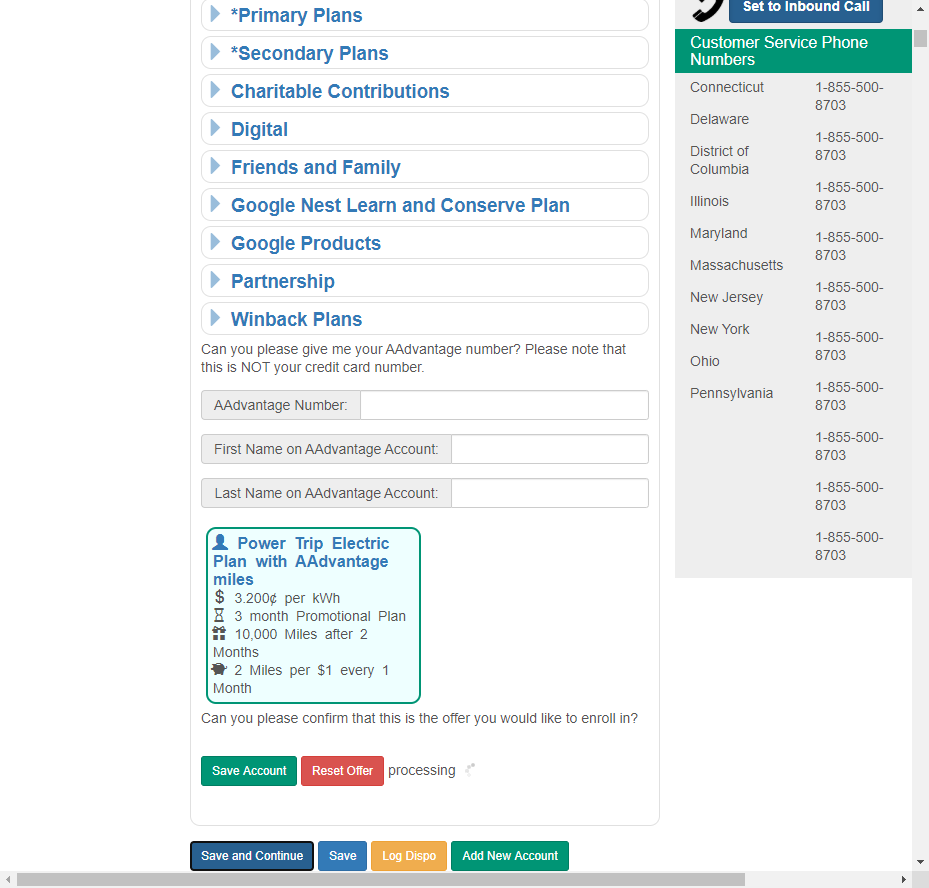 *Primary Plans
*Secondary Plans
Charitable Contributions
Digital
Friends and Family
Google Nest Learn and Conserve Plan
Google Products
Partnership
Winback Plans
Can you please give me your AAdvantage number? Please note that
this is NOT your credit card number.
AAdvantage Number:
First Name on AAdvantage Account:
Last Name on AAdvantage Account:
Power Trip Electric
Plan with AAdvantage
miles
3.200¢ per kWh
3 month Promotional Plan
10,000 Miles after 2
Months
2 Miles per $1 every 1
Month
Can you please confirm that this is the offer you would like to enroll in?
Save Account
Reset Offer
processing
Save and Continue
Save
Log Dispo
Add New Account
Set to Inbound Call
Customer Service Phone
Numbers
Connecticut
Delaware
District of
Columbia
Illinois
Maryland
Massachusetts
New Jersey
New York
Ohio
Pennsylvania
1-855-500-
8703
1-855-500-
8703
1-855-500-
8703
1-855-500-
8703
1-855-500-
8703
1-855-500-
8703
1-855-500-
8703
1-855-500-
8703
1-855-500-
8703
1-855-500-
8703